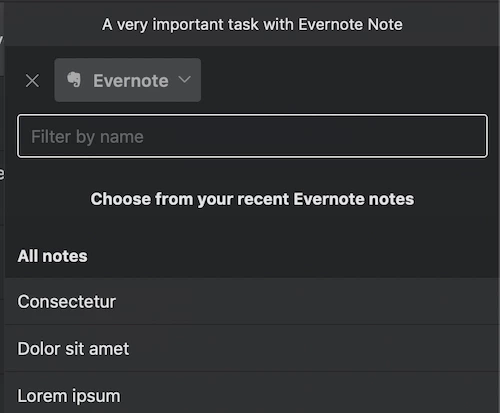 A very important task with Evernote Note
Evernote
Filter by name
Choose from your recent Evernote notes
All notes
Consectetur
Dolor sit amet
Lorem ipsum